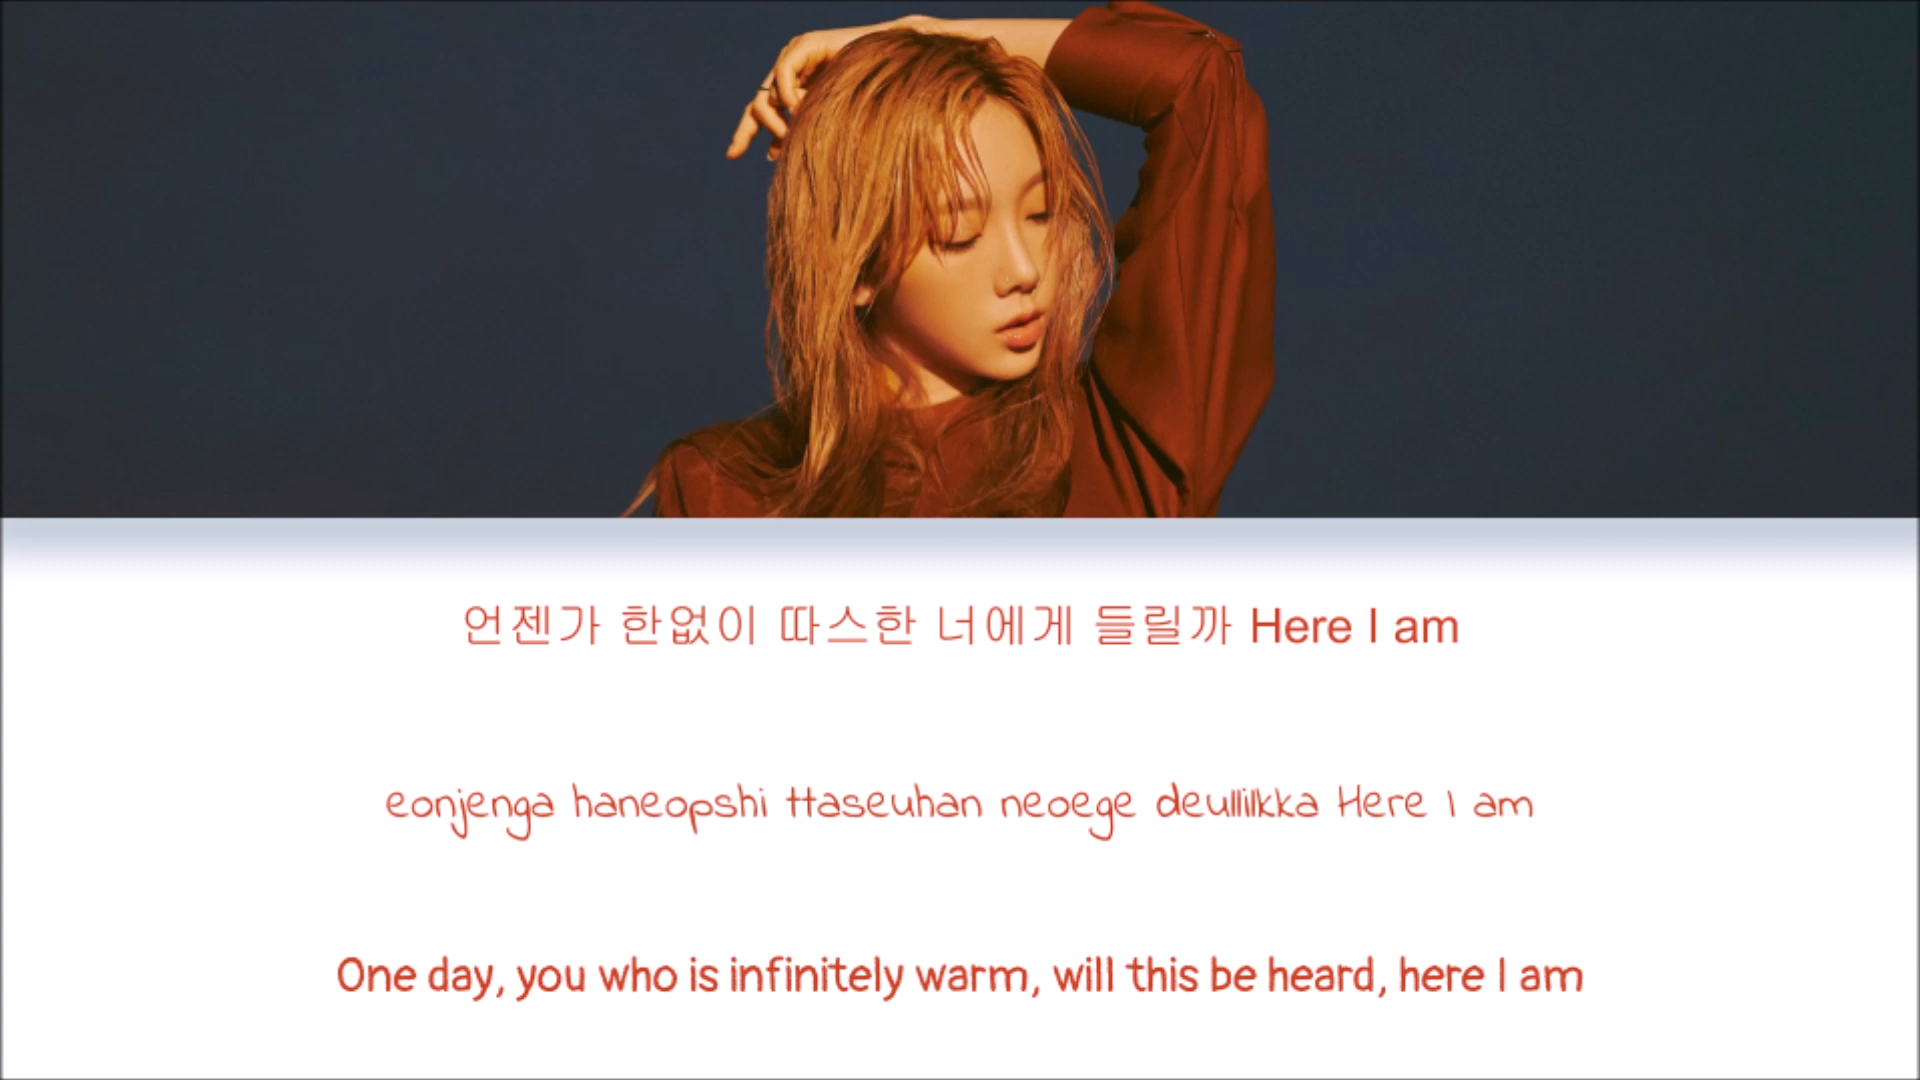 언젠가 한없이 따스한 너에게 들릴까 Here I am
eonjenga haneopshi ttaseuhan neoege deullilkka Here I am
One day, you who is infinitely warm, will this be heard, here I am